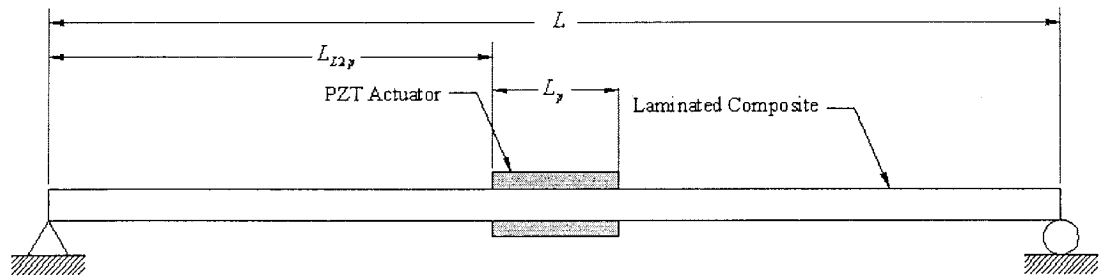 L
L_{L2p}
L_p
PZT Actuator
Laminated Composite